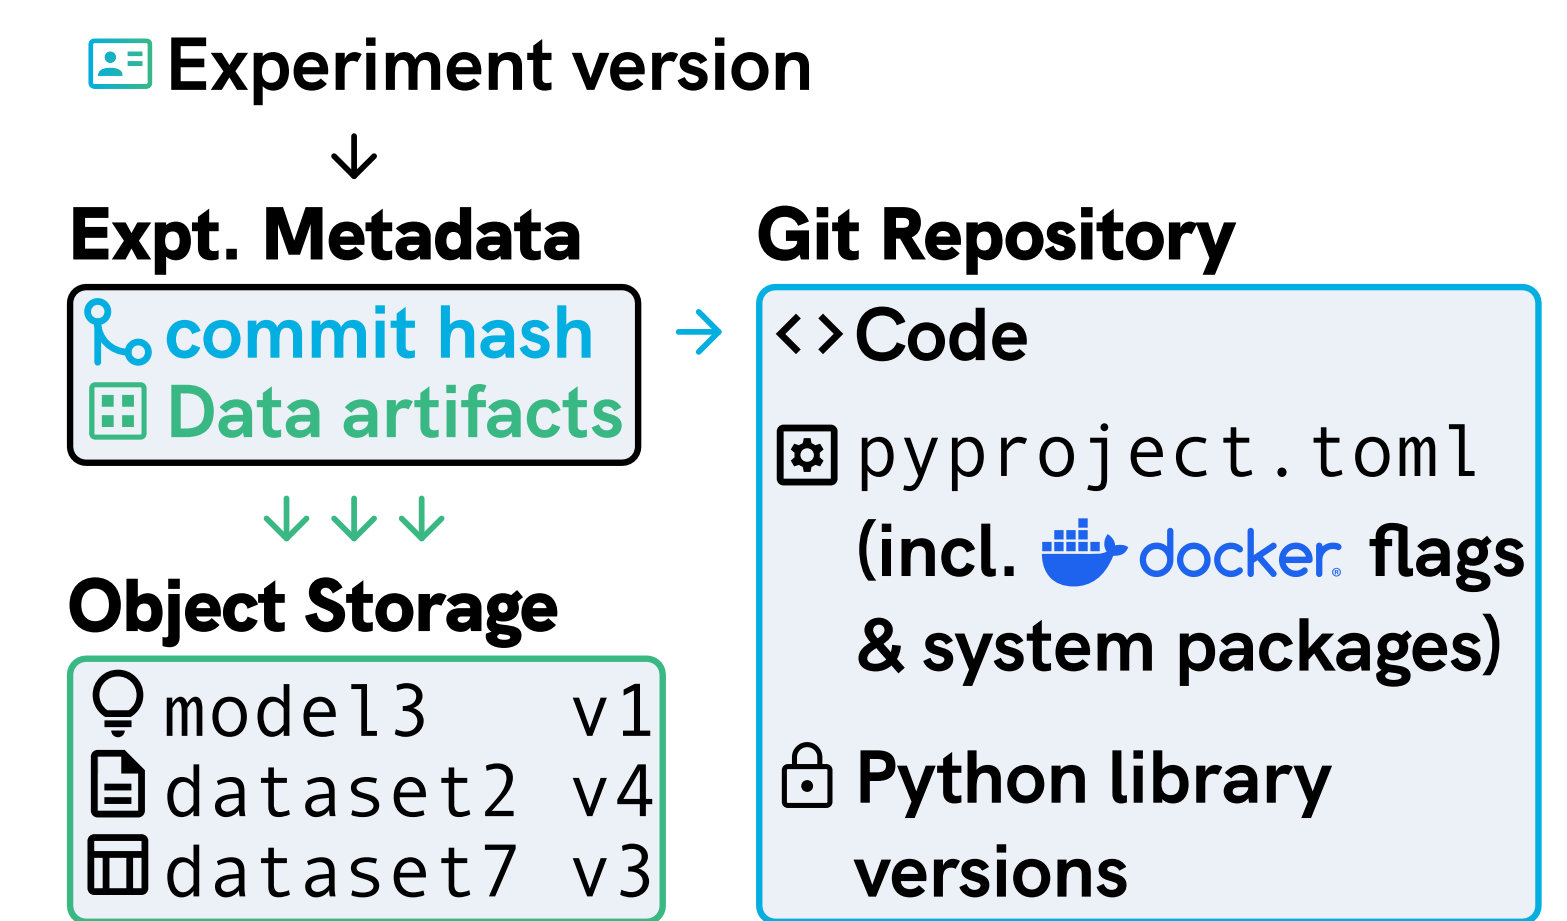 Experiment version
Expt. Metadata
commit hash
Data artifacts
Object Storage
model3 v1
dataset2 v4
dataset7 v3
Git Repository
Code
pyproject.toml
(incl. docker® flags
& system packages)
Python library
versions